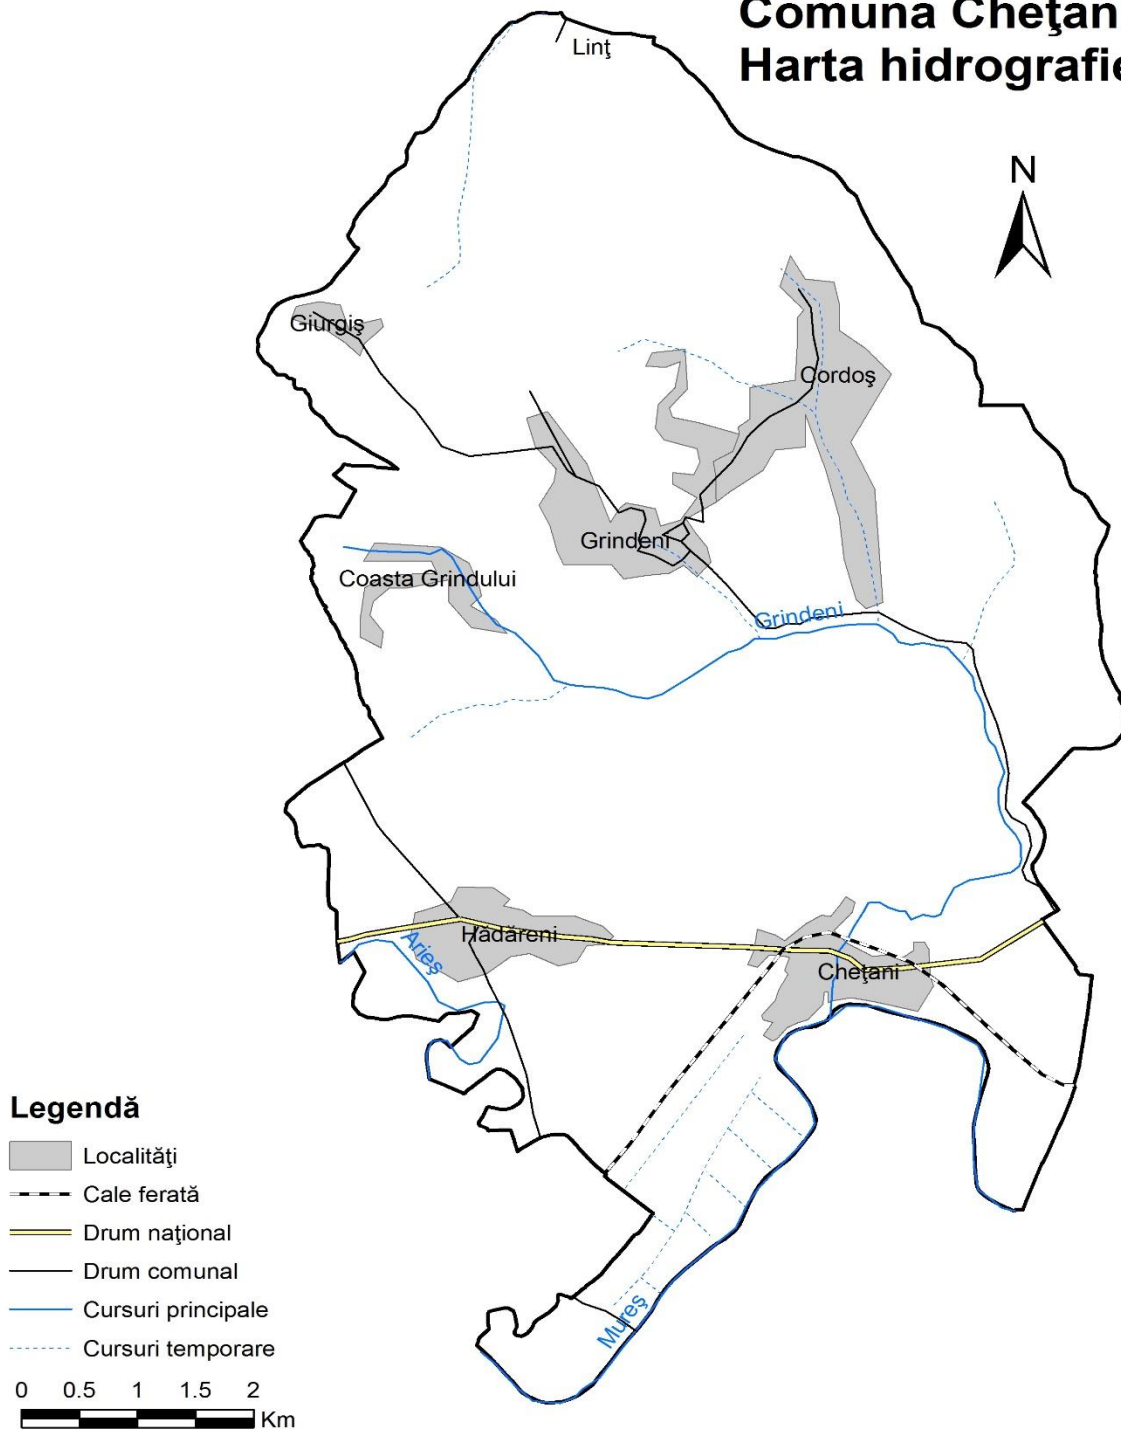 Comuna Cheţan
Harta hidrografie
Linţ
N
Giurgiş
Cordoş
Grindeni
Coasta Grindului
Grindeni
Hădăreni
Arieş
Cheţani
Mureş
Legendă
Localităţi
Cale ferată
Drum naţional
Drum comunal
Cursuri principale
Cursuri temporare
0 0.5 1 1.5 2
Km